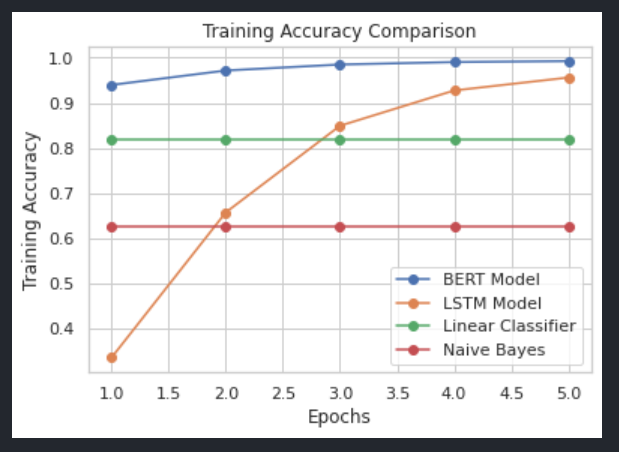 Training Accuracy Comparison
1.0
0.9
0.8
0.7
0.6
0.5
0.4
Training Accuracy
BERT Model
LSTM Model
Linear Classifier
Naive Bayes
1.0 1.5 2.0 2.5 3.0 3.5 4.0 4.5 5.0
Epochs